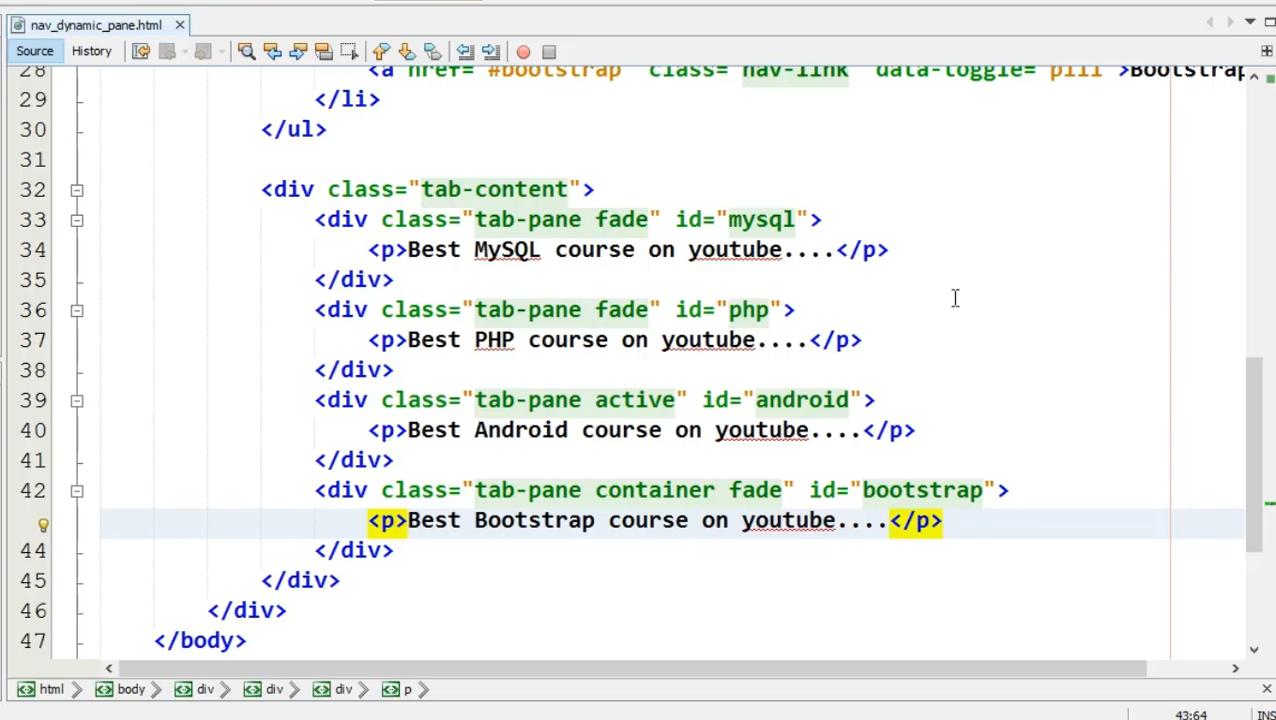 nav_dynamic_pane.html
Source History
28 <a href="#bootstrap" class="nav-link" data-toggle="pill">Bootstrap
29 </li>
30 </ul>
31
32 <div class="tab-content">
33 <div class="tab-pane fade" id="mysql">
34 <p>Best MySQL course on youtube....</p>
35 </div>
36 <div class="tab-pane fade" id="php">
37 <p>Best PHP course on youtube....</p>
38 </div>
39 <div class="tab-pane active" id="android">
40 <p>Best Android course on youtube....</p>
41 </div>
42 <div class="tab-pane container fade" id="bootstrap">
<p>Best Bootstrap course on youtube....</p>
44 </div>
45 </div>
46 </div>
47 </body>
html body div div div p
43:64 INS